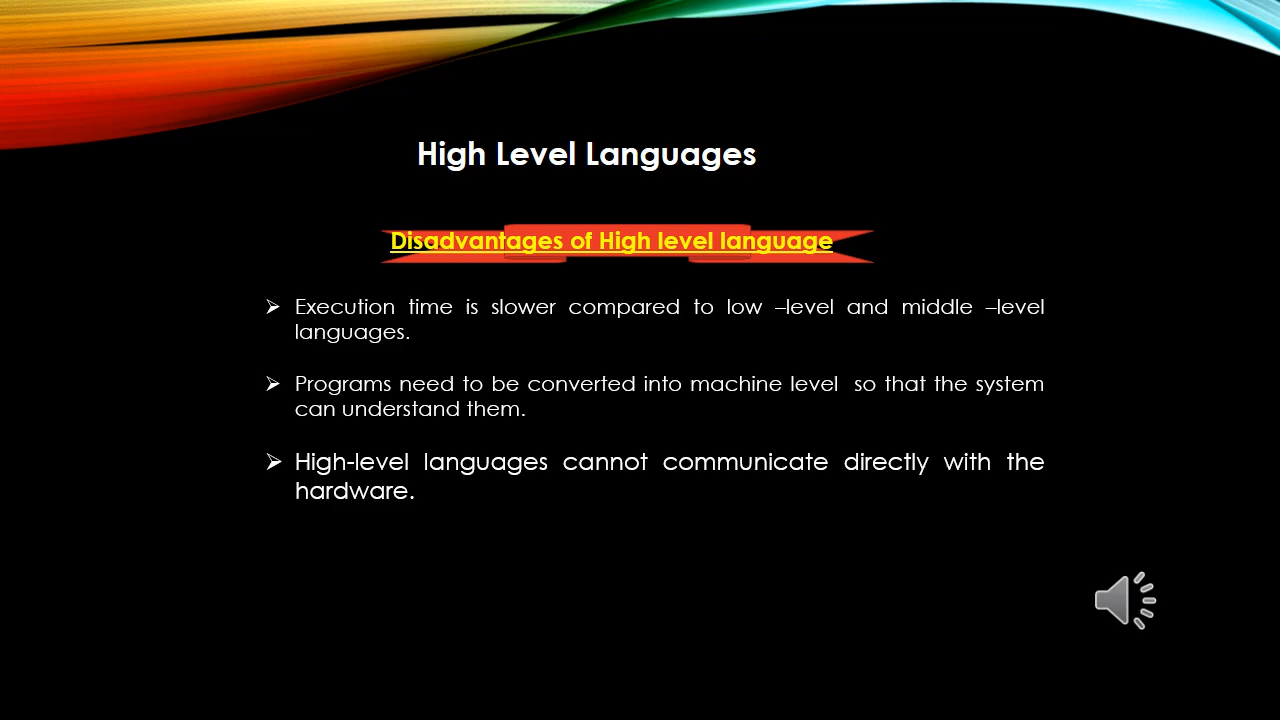 High Level Languages
Disadvantages of High level language
➢ Execution time is slower compared to low –level and middle –level
languages.
➢ Programs need to be converted into machine level  so that the system
can understand them.
➢ High-level languages cannot communicate directly with the
hardware.